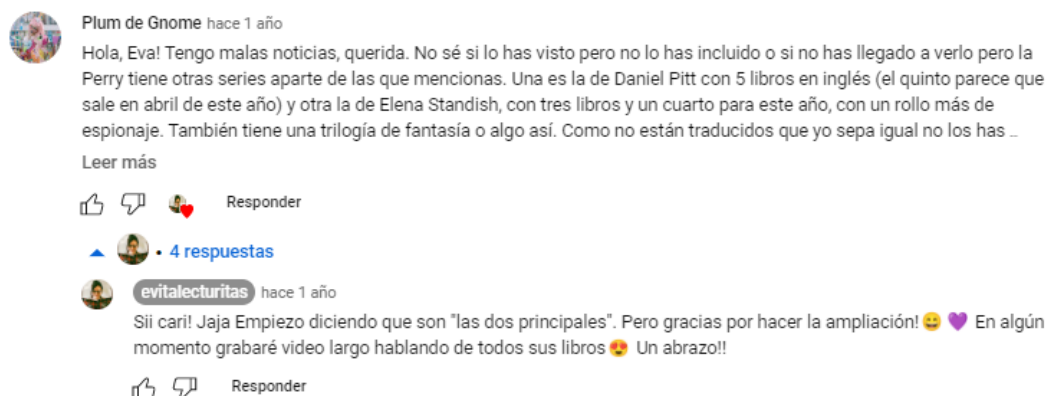 Plum de Gnome hace 1 año
Hola, Eva! Tengo malas noticias, querida. No sé si lo has visto pero no lo has incluido o si no has llegado a verlo pero la
Perry tiene otras series aparte de las que mencionas. Una es la de Daniel Pitt con 5 libros en inglés (el quinto parece que
sale en abril de este año) y otra la de Elena Standish, con tres libros y un cuarto para este año, con un rollo más de
espionaje. También tiene una trilogía de fantasía o algo así. Como no están traducidos que yo sepa igual no los has ...
Leer más
Responder
• 4 respuestas
evitalecturitas hace 1 año
Sii cari! Jaja Empiezo diciendo que son "las dos principales". Pero gracias por hacer la ampliación!😄 💜 En algún
momento grabaré video largo hablando de todos sus libros 😍 Un abrazo!!
Responder